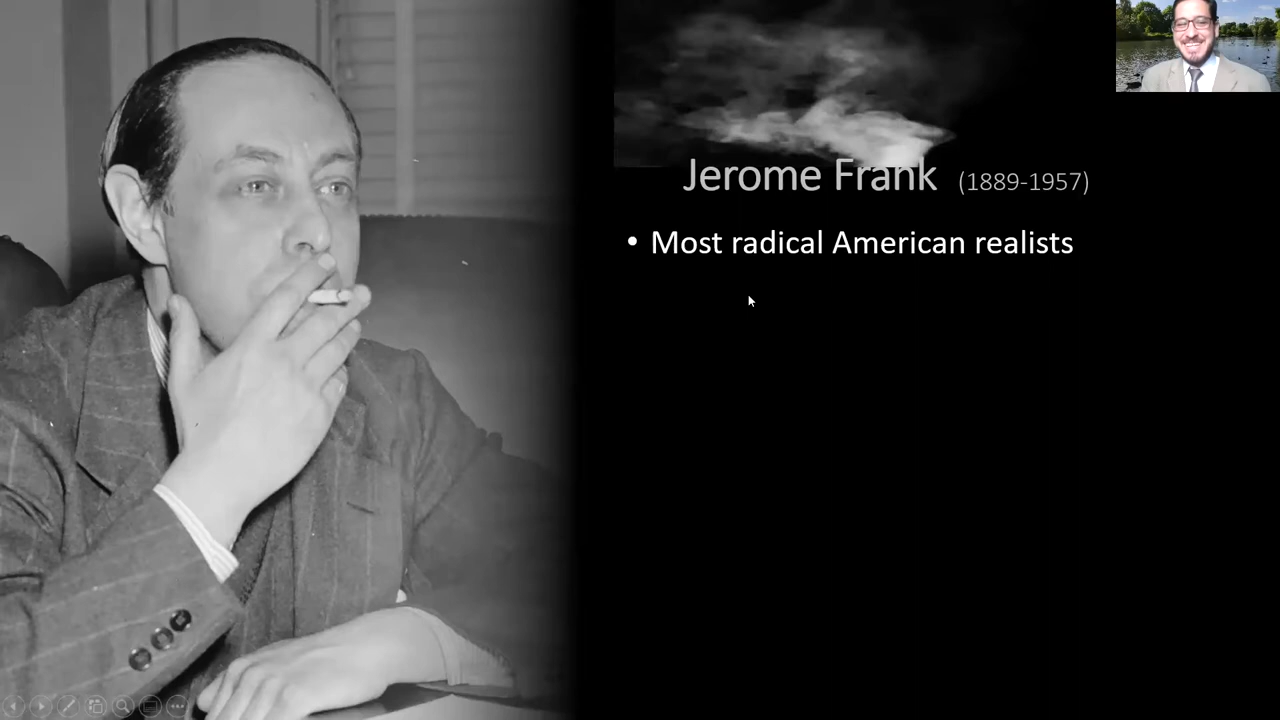 Jerome Frank (1889-1957)
• Most radical American realists